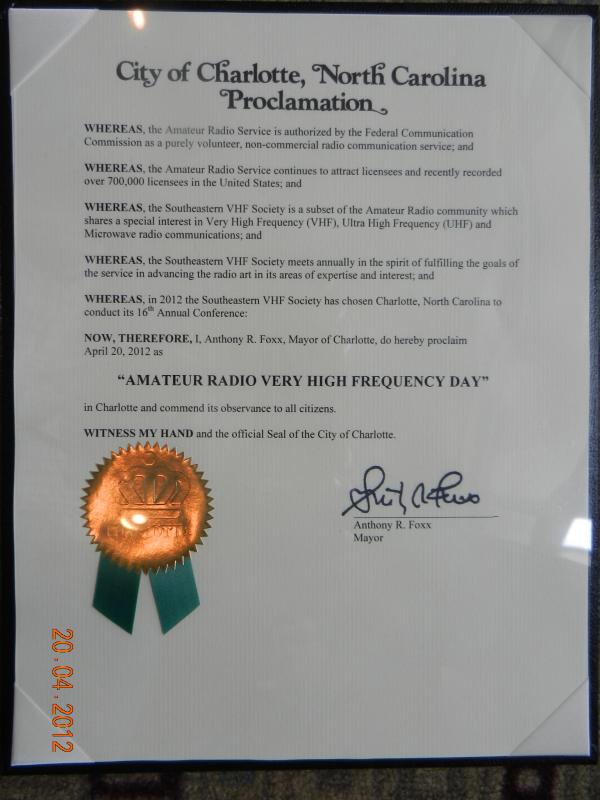 City of Charlotte, North Carolina
Proclamation
WHEREAS, the Amateur Radio Service is authorized by the Federal Communication
Commission as a purely volunteer, non-commercial radio communication service; and
WHEREAS, the Amateur Radio Service continues to attract licensees and recently recorded
over 700,000 licensees in the United States; and
WHEREAS, the Southeastern VHF Society is a subset of the Amateur Radio community which
shares a special interest in Very High Frequency (VHF), Ultra High Frequency (UHF) and
Microwave radio communications; and
WHEREAS, the Southeastern VHF Society meets annually in the spirit of fulfilling the goals of
the service in advancing the radio art in its areas of expertise and interest; and
WHEREAS, in 2012 the Southeastern VHF Society has chosen Charlotte, North Carolina to
conduct its 16th Annual Conference:
NOW, THEREFORE, I, Anthony R. Foxx, Mayor of Charlotte, do hereby proclaim
April 20, 2012 as
“AMATEUR RADIO VERY HIGH FREQUENCY DAY”
in Charlotte and commend its observance to all citizens.
WITNESS MY HAND and the official Seal of the City of Charlotte.
Anthony R. Foxx
Mayor
20.04.2012